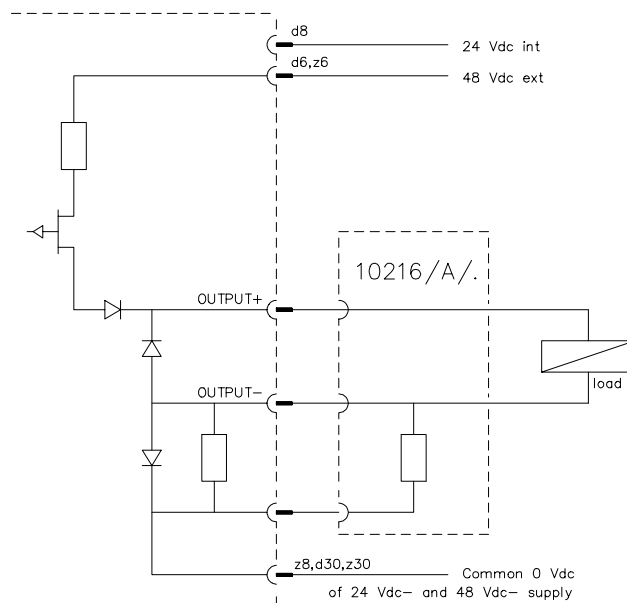 d8
24 Vdc int
d6,z6
48 Vdc ext
10216/A/.
OUTPUT+
load
OUTPUT-
z8,d30,z30
Common 0 Vdc
of 24 Vdc- and 48 Vdc- supply